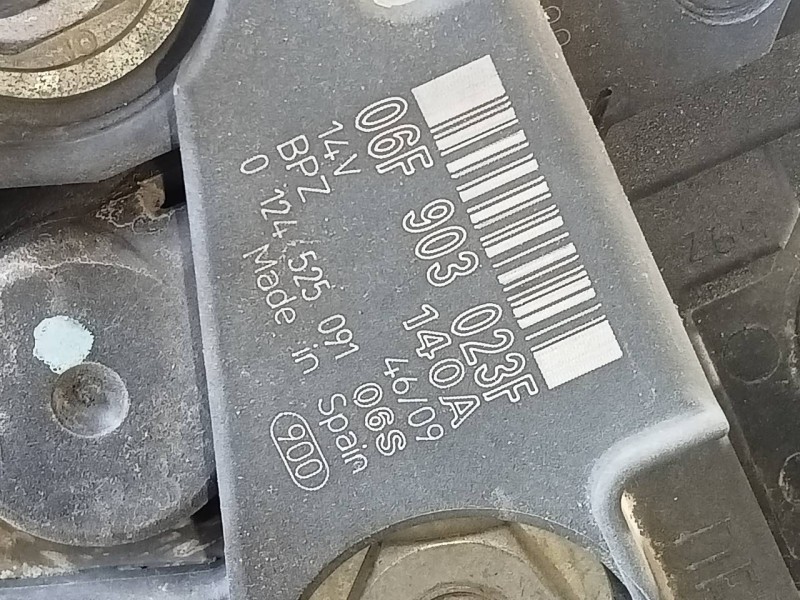 06F 903 023F
14V 140A
BPZ 46/09
0 124 525 091 Q6S
Made in Spain
900